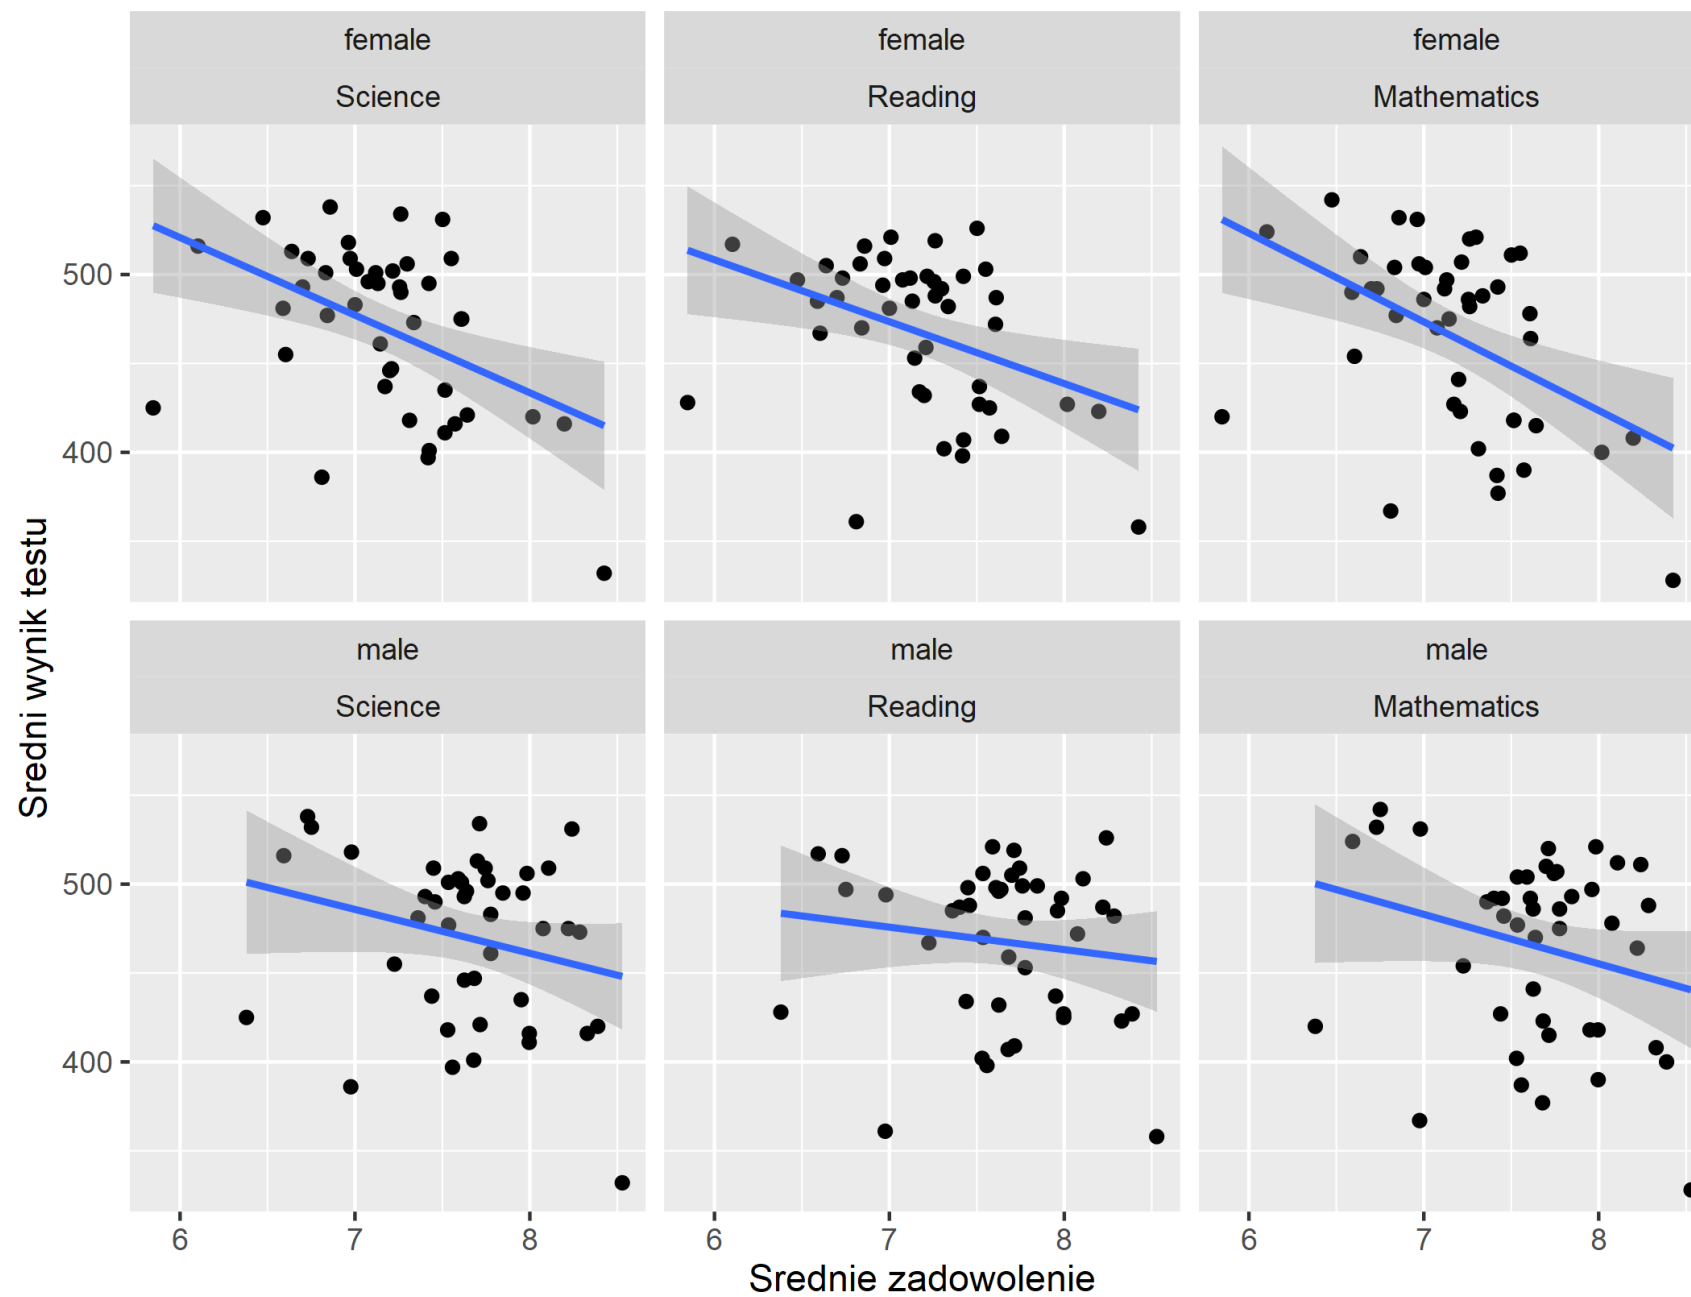 female
female
female
Science
Reading
Mathematics
500
400
male
male
male
Science
Reading
Mathematics
500
400
6
7
8
6
7
8
6
7
8
Sredni wynik testu
Srednie zadowolenie